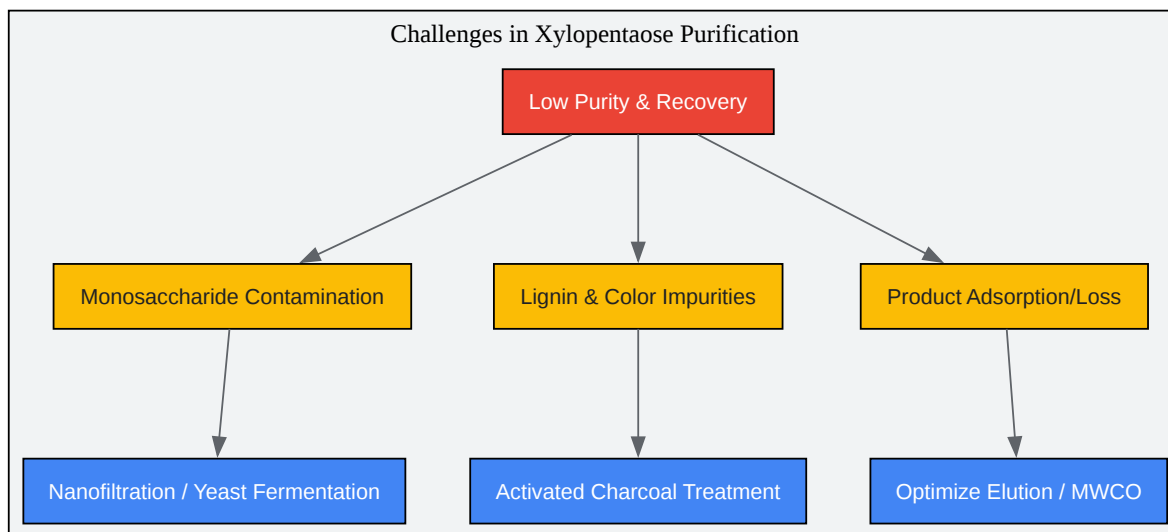 Challenges in Xylopentaose Purification
Low Purity & Recovery
Monosaccharide Contamination
Lignin & Color Impurities
Product Adsorption/Loss
Nanofiltration / Yeast Fermentation
Activated Charcoal Treatment
Optimize Elution / MWCO